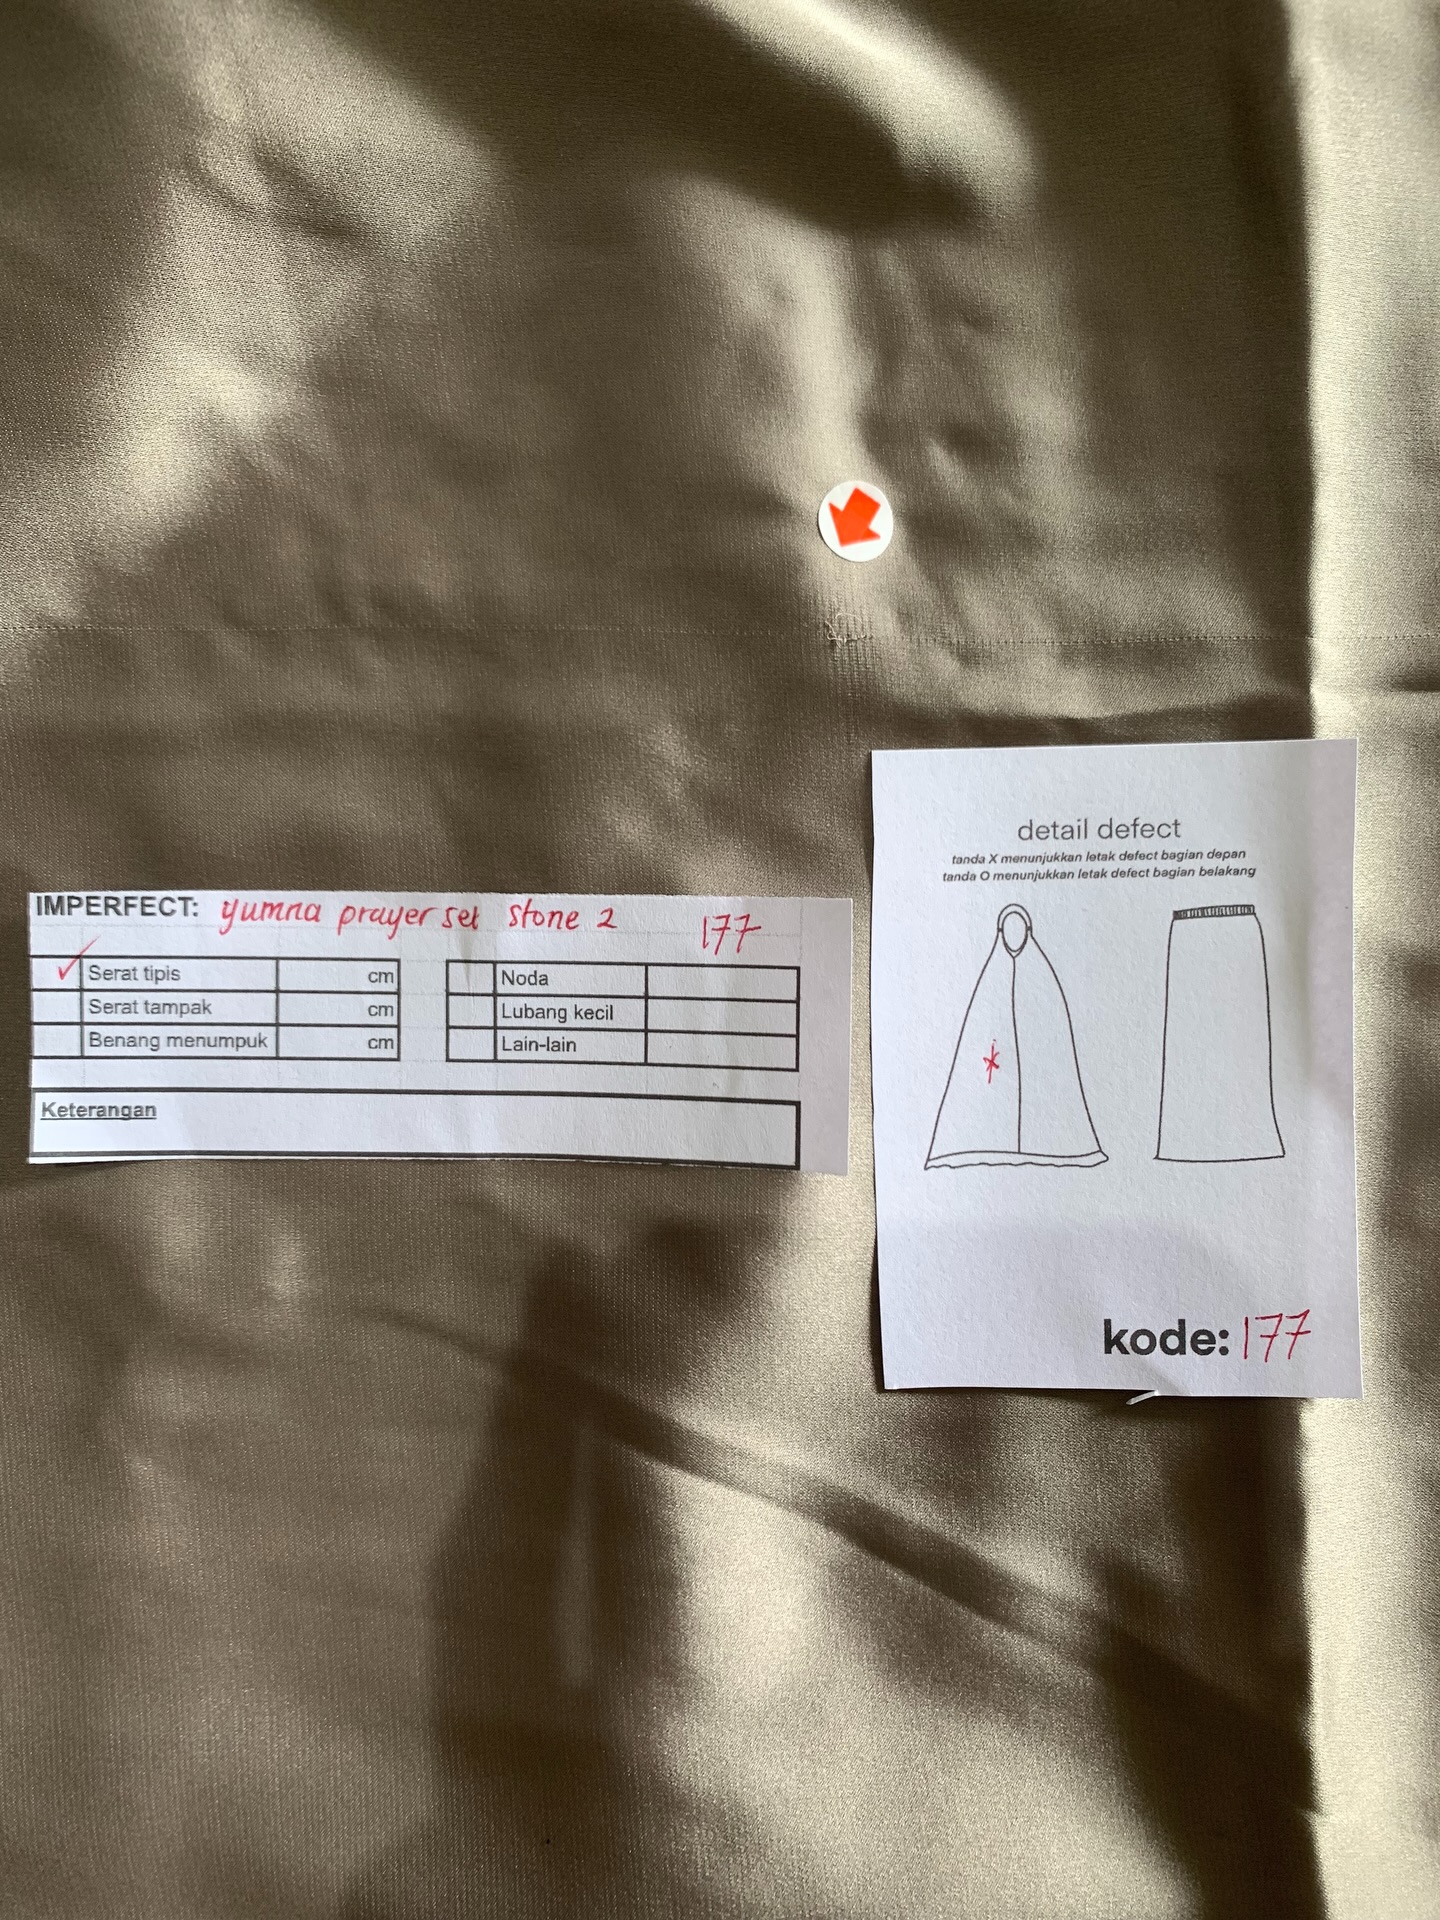 IMPERFECT: yumna prayer set stone 2 177
✓ Serat tipis cm
Serat tampak cm
Benang menumpuk cm
Noda
Lubang kecil
Lain-lain
Keterangan
detail defect
tanda X menunjukkan letak defect bagian depan
tanda O menunjukkan letak defect bagian belakang
kode: 177